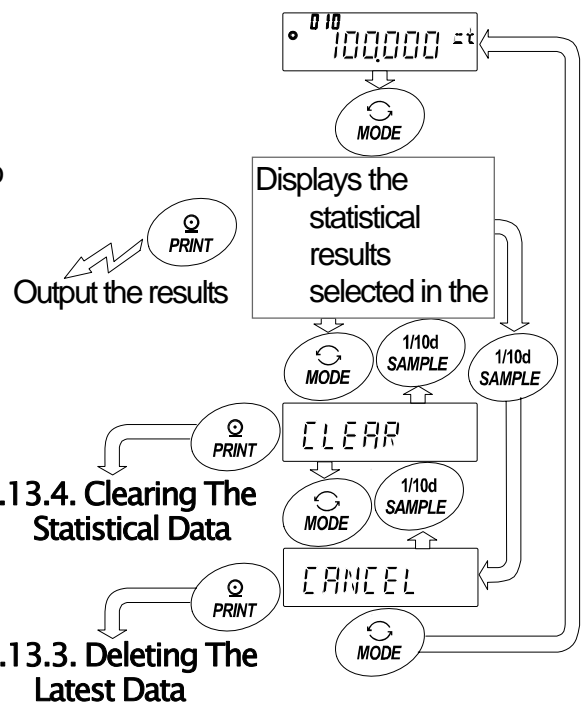 010
100.000
MODE
Displays the
statistical
results
selected in the
PRINT
Output the results
MODE
1/10d
SAMPLE
1/10d
SAMPLE
PRINT
CLEAR
.13.4. Clearing The
Statistical Data
MODE
1/10d
SAMPLE
PRINT
CANCEL
.13.3. Deleting The
Latest Data
MODE